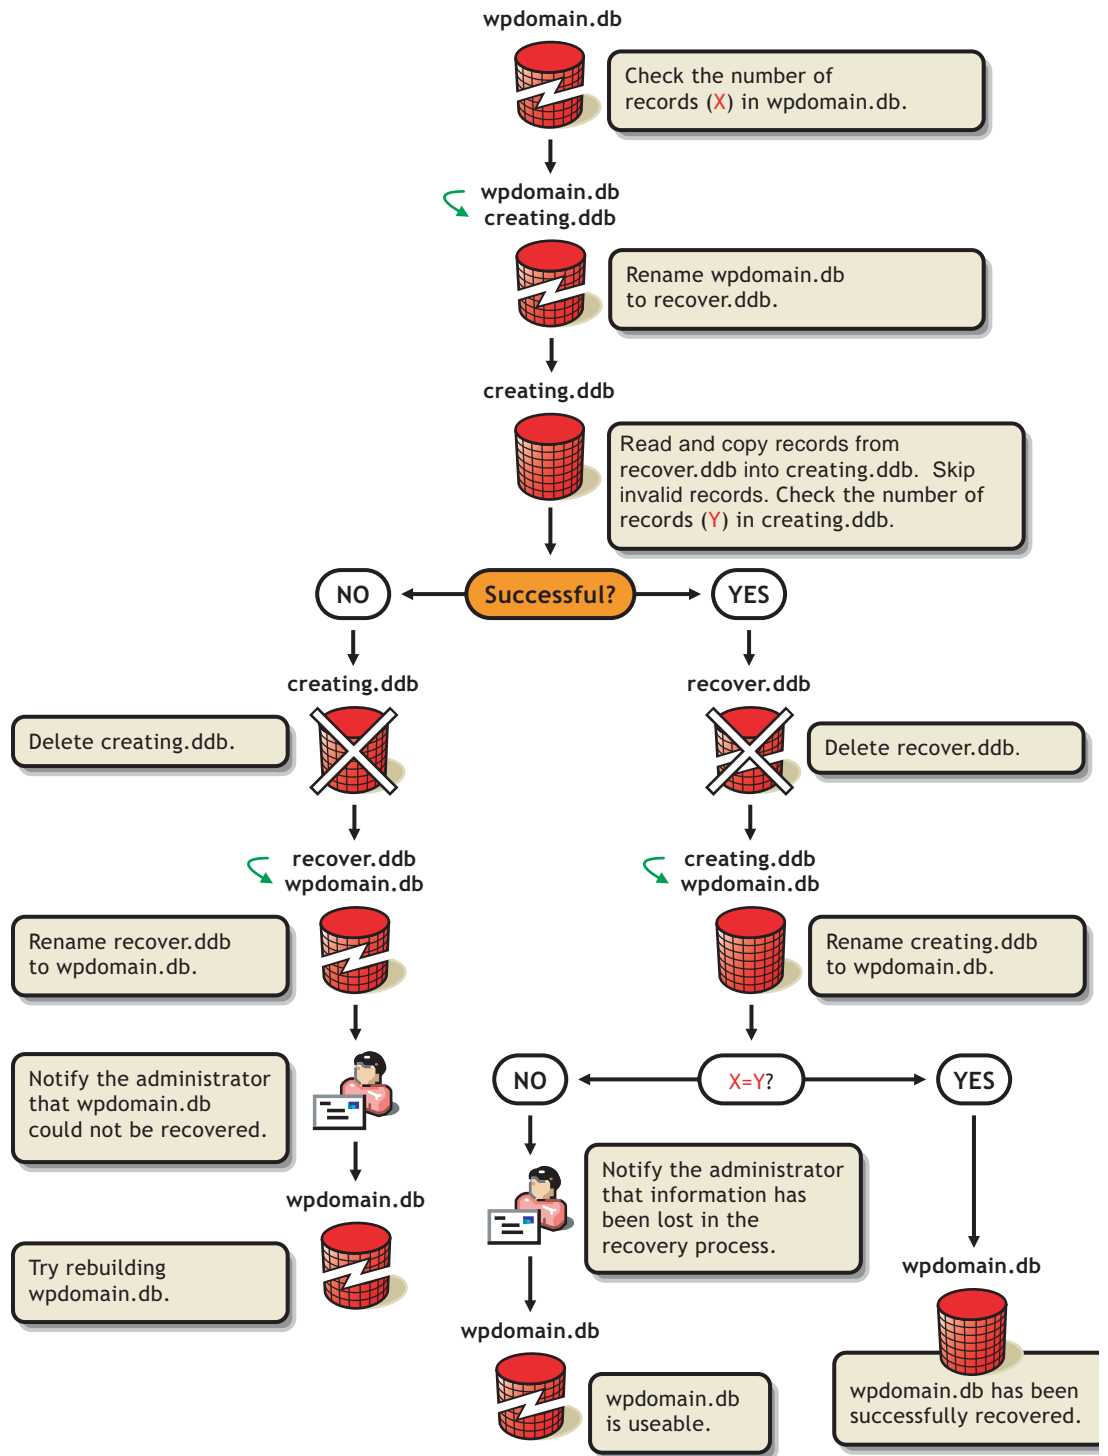 wpdomain.db
Check the number of
records (X) in wpdomain.db.
wpdomain.db
creating.ddb
Rename wpdomain.db
to recover.ddb.
creating.ddb
Read and copy records from
recover.ddb into creating.ddb. Skip
invalid records. Check the number of
records (Y) in creating.ddb.
NO
Successful?
YES
creating.ddb
recover.ddb
Delete creating.ddb.
Delete recover.ddb.
recover.ddb
wpdomain.db
creating.ddb
wpdomain.db
Rename recover.ddb
to wpdomain.db.
Rename creating.ddb
to wpdomain.db.
Notify the administrator
that wpdomain.db
could not be recovered.
NO
X=Y?
YES
Notify the administrator
that information has
been lost in the
recovery process.
wpdomain.db
Try rebuilding
wpdomain.db.
wpdomain.db
wpdomain.db
wpdomain.db
is useable.
wpdomain.db has been
successfully recovered.